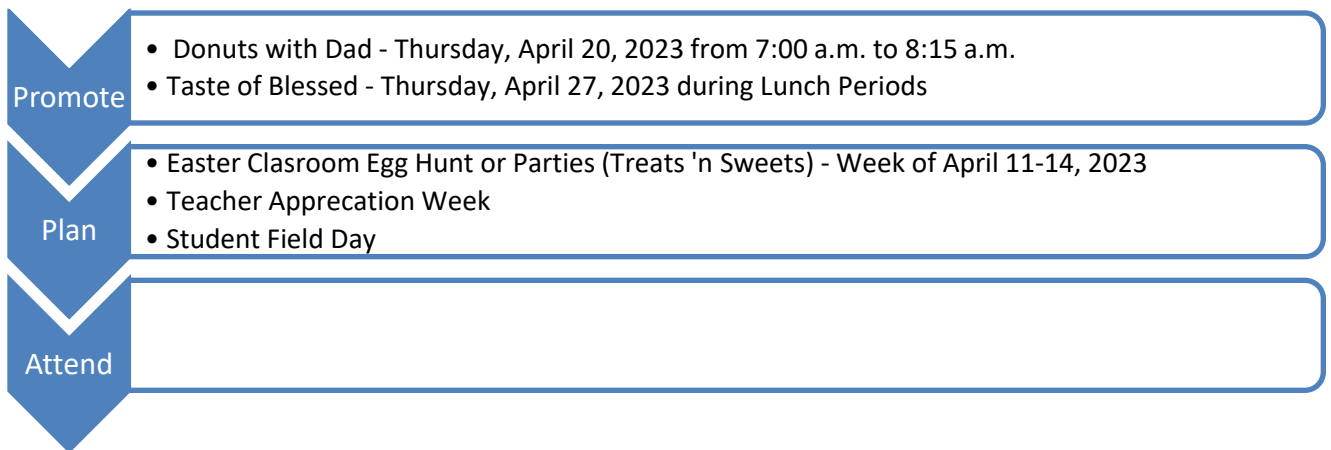 Promote
• Donuts with Dad - Thursday, April 20, 2023 from 7:00 a.m. to 8:15 a.m.
• Taste of Blessed - Thursday, April 27, 2023 during Lunch Periods
Plan
• Easter Clasroom Egg Hunt or Parties (Treats 'n Sweets) - Week of April 11-14, 2023
• Teacher Apprecation Week
• Student Field Day
Attend